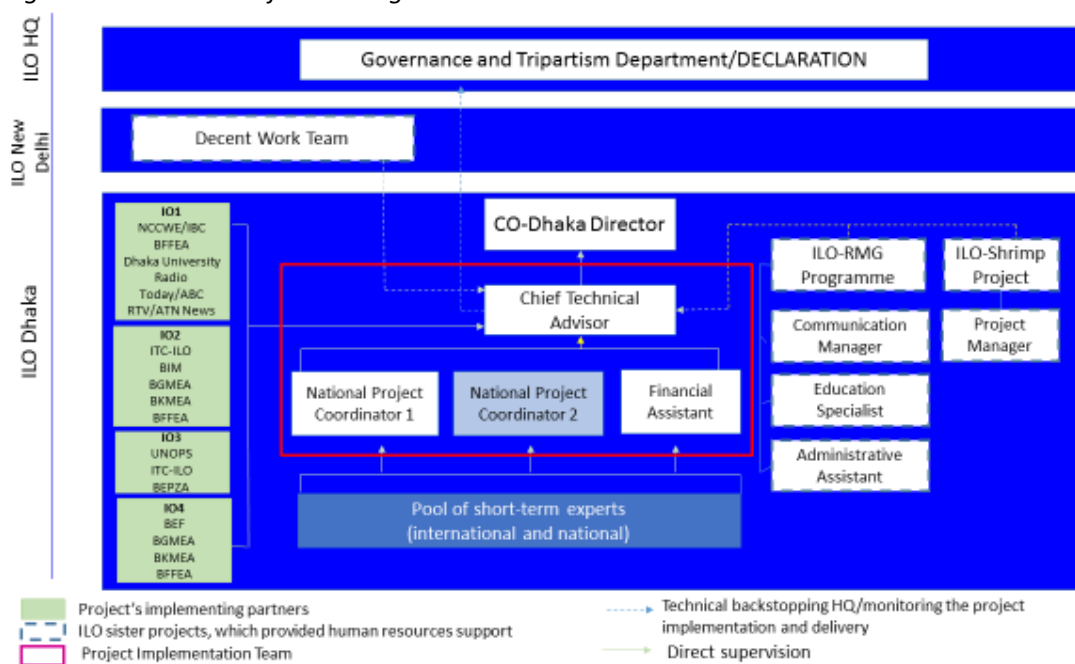 ILO HQ
Governance and Tripartism Department/DECLARATION
ILO New
Delhi
Decent Work Team
ILO Dhaka
IO1
NCCWE/IBC
BFFEA
Dhaka University
Radio
Today/ABC
RTV/ATN News
IO2
ITC-ILO
BIM
BGMEA
BKMEA
BFFEA
IO3
UNOPS
ITC-ILO
BEPZA
IO4
BEF
BGMEA
BKMEA
BFFEA
CO-Dhaka Director
Chief Technical
Advisor
National Project
Coordinator 1
National Project
Coordinator 2
Financial
Assistant
Pool of short-term experts
(international and national)
ILO-RMG
Programme
Communication
Manager
Education
Specialist
Administrative
Assistant
ILO-Shrimp
Project
Project
Manager
Project's implementing partners
ILO sister projects, which provided human resources support
Project Implementation Team
Technical backstopping HQ/monitoring the project
implementation and delivery
Direct supervision